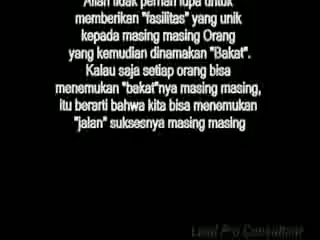 Allah tidak pernah lupa untuk
memberikan "fasilitas" yang unik
kepada masing masing Orang
yang kemudian dinamakan "Bakat".
Kalau saja setiap orang bisa
menemukan "bakat"nya masing masing,
itu berarti bahwa kita bisa menemukan
"jalan" suksesnya masing masing
Lead Pro Consultant